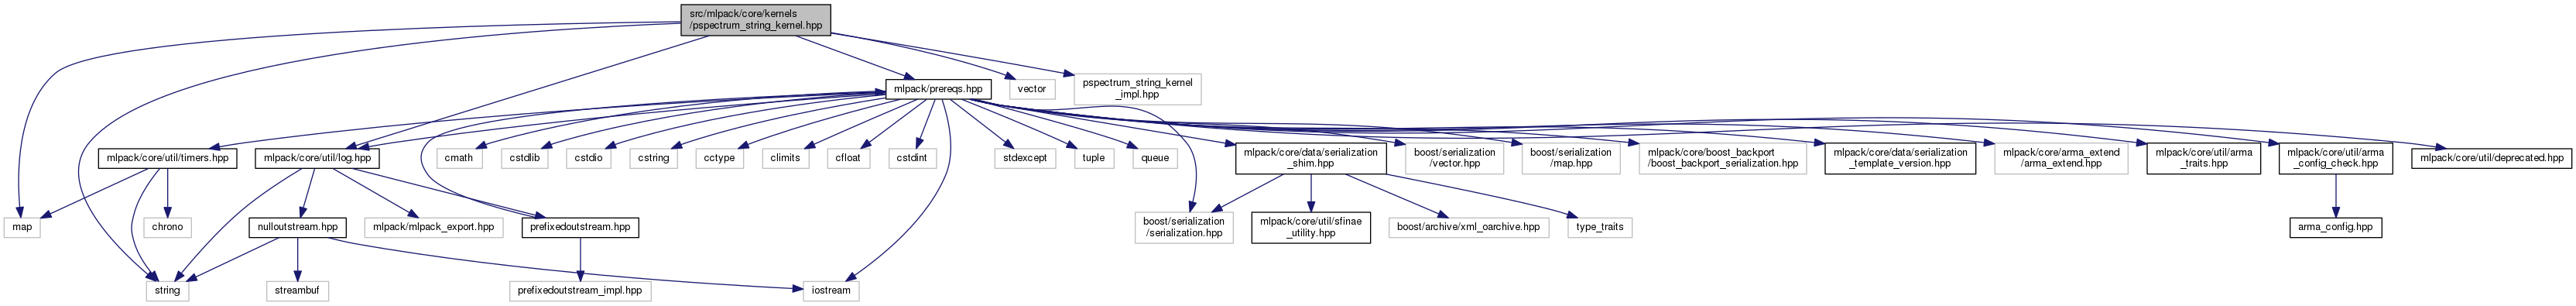 src/mlpack/core/kernels
/pspectrum_string_kernel.hpp
mlpack/prereqs.hpp
vector
pspectrum_string_kernel
_impl.hpp
mlpack/core/util/timers.hpp
mlpack/core/util/log.hpp
cmath
cstdlib
cstdio
cstring
cctype
climits
cfloat
cstdint
stdexcept
tuple
queue
mlpack/core/data/serialization
_shim.hpp
boost/serialization
/vector.hpp
boost/serialization
/map.hpp
mlpack/core/boost_backport
/boost_backport_serialization.hpp
mlpack/core/data/serialization
_template_version.hpp
mlpack/core/arma_extend
/arma_extend.hpp
mlpack/core/util/arma
_traits.hpp
mlpack/core/util/arma
_config_check.hpp
mlpack/core/util/deprecated.hpp
map
chrono
nulloutstream.hpp
mlpack/mlpack_export.hpp
prefixedoutstream.hpp
boost/serialization
/serialization.hpp
mlpack/core/util/sfinae
_utility.hpp
boost/archive/xml_oarchive.hpp
type_traits
arma_config.hpp
string
streambuf
prefixedoutstream_impl.hpp
iostream